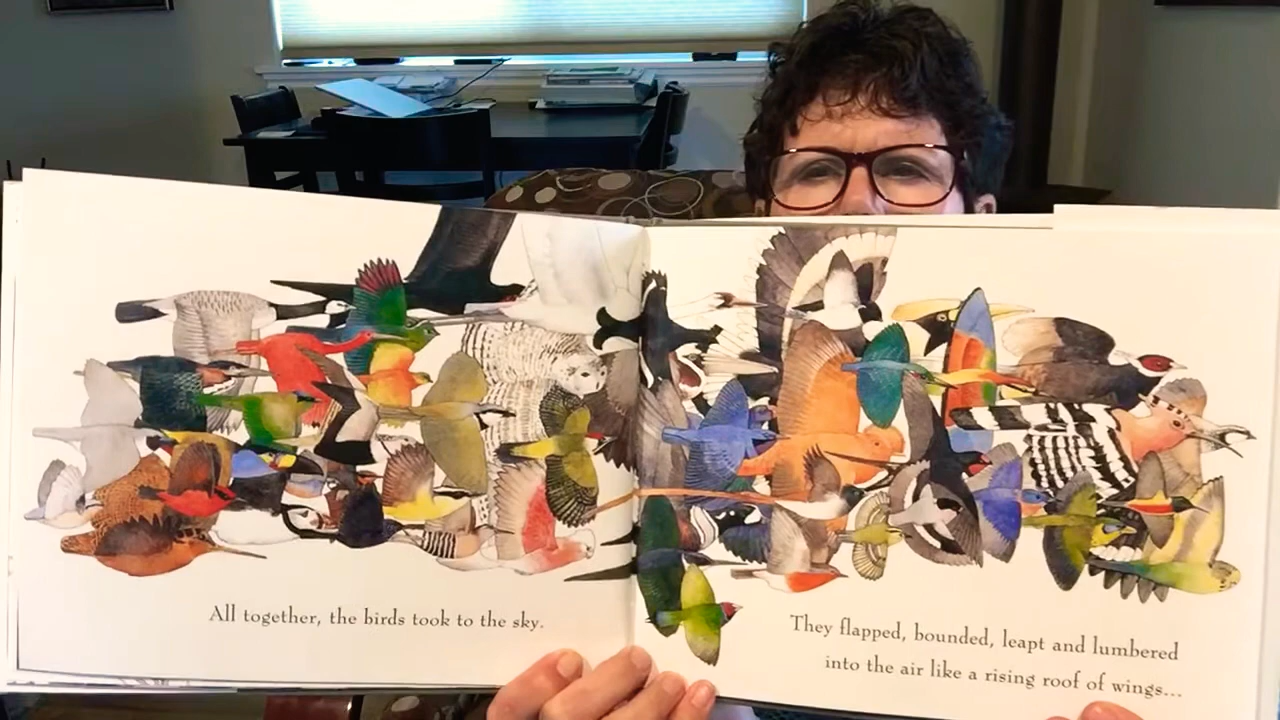 All together, the birds took to the sky.
They flapped, bounded, leapt and lumbered
into the air like a rising roof of wings...